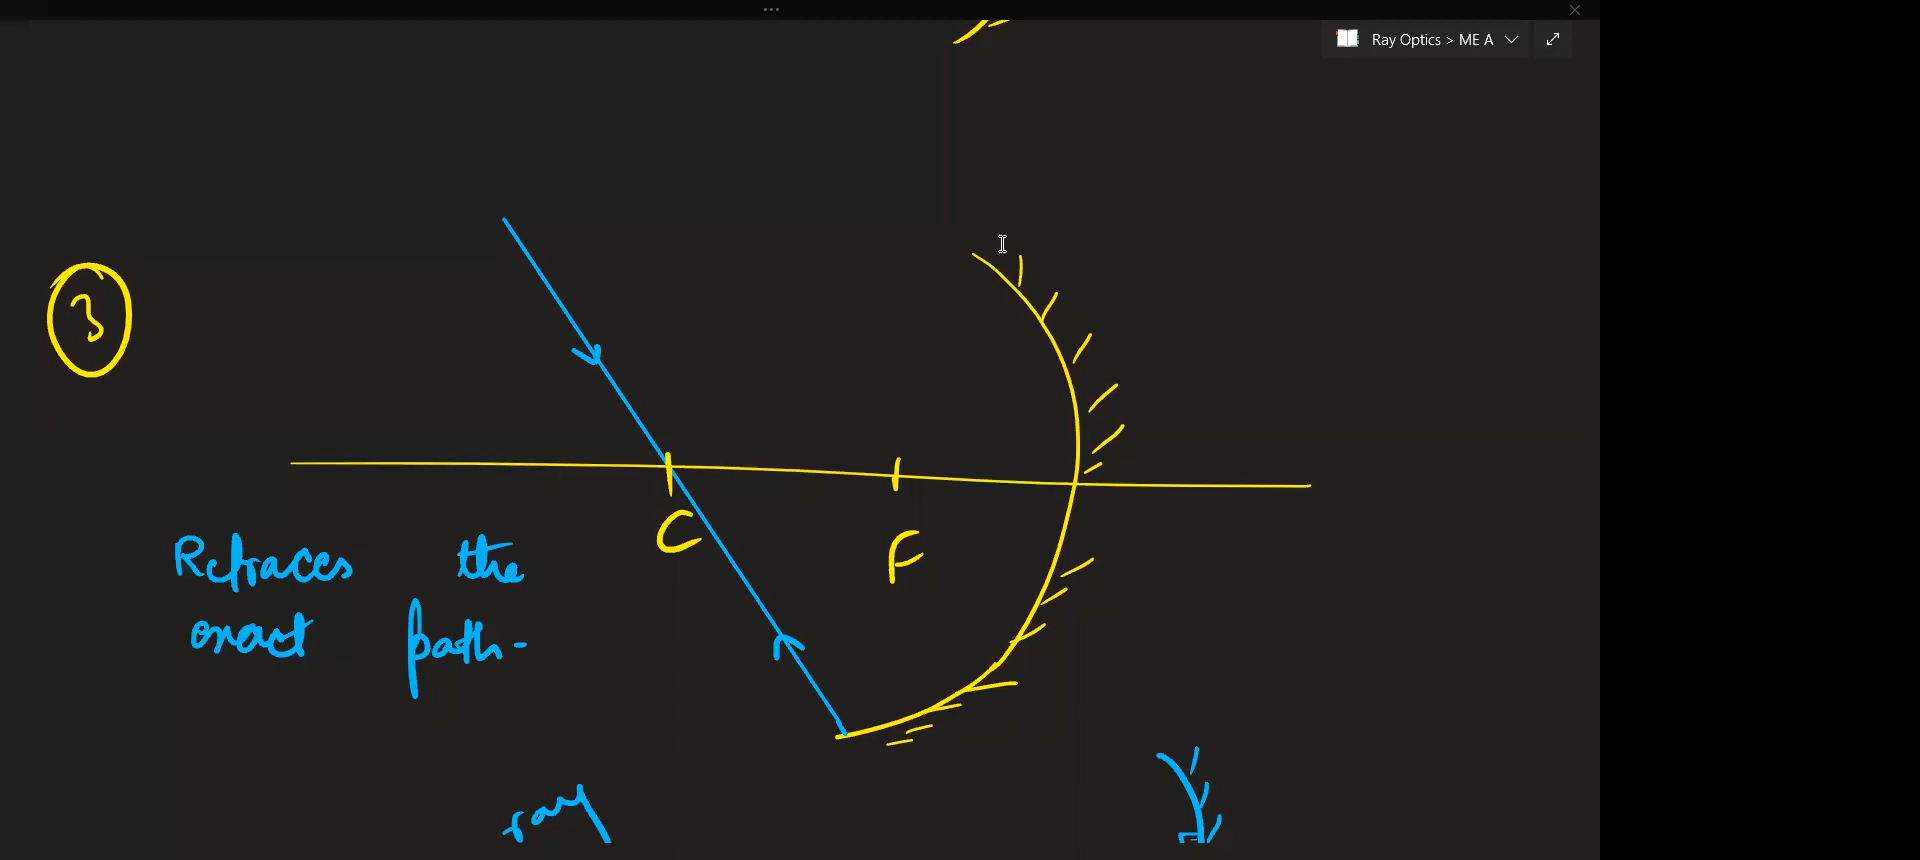 Ray Optics > ME A
3
C
F
Retraces the
exact path-
ray